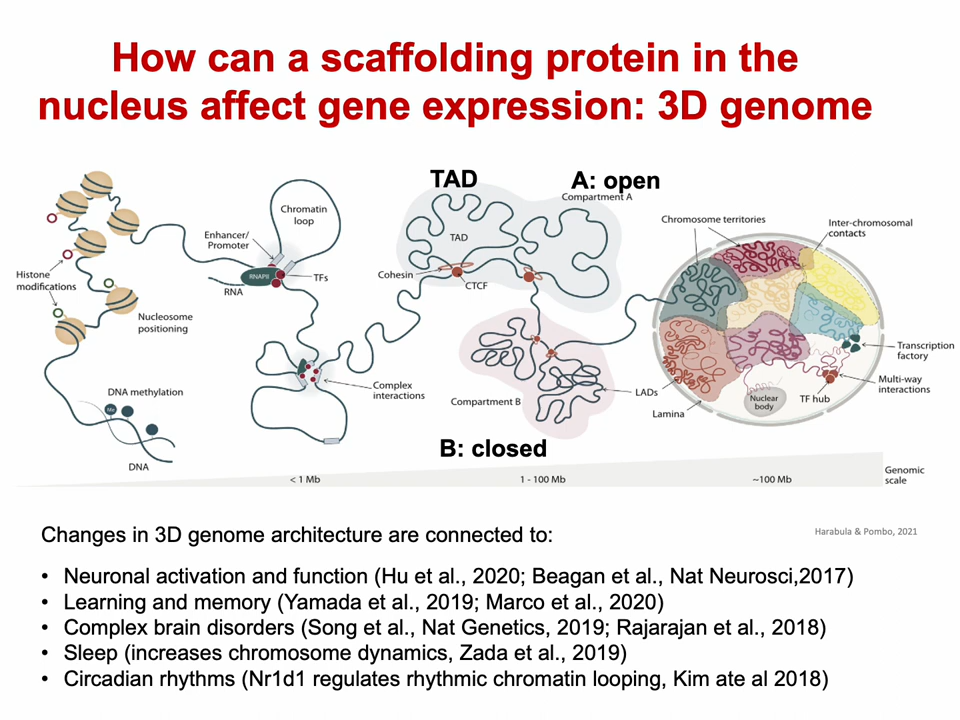 How can a scaffolding protein in the
nucleus affect gene expression: 3D genome
TAD
A: open
Compartment A
Chromatin
loop
Enhancer/
Promoter
RNAPII
TFs
RNA
Histone
modifications
Nucleosome
positioning
DNA methylation
Me
DNA
Complex
interactions
TAD
Cohesin
CTCF
Compartment B
B: closed
Chromosome territories
Inter-chromosomal
contacts
Transcription
factory
Multi-way
interactions
TF hub
Nuclear
body
LADs
Lamina
< 1 Mb
1 - 100 Mb
~100 Mb
Genomic
scale
Harabula & Pombo, 2021
Changes in 3D genome architecture are connected to:
• Neuronal activation and function (Hu et al., 2020; Beagan et al., Nat Neurosci,2017)
• Learning and memory (Yamada et al., 2019; Marco et al., 2020)
• Complex brain disorders (Song et al., Nat Genetics, 2019; Rajarajan et al., 2018)
• Sleep (increases chromosome dynamics, Zada et al., 2019)
• Circadian rhythms (Nr1d1 regulates rhythmic chromatin looping, Kim ate al 2018)